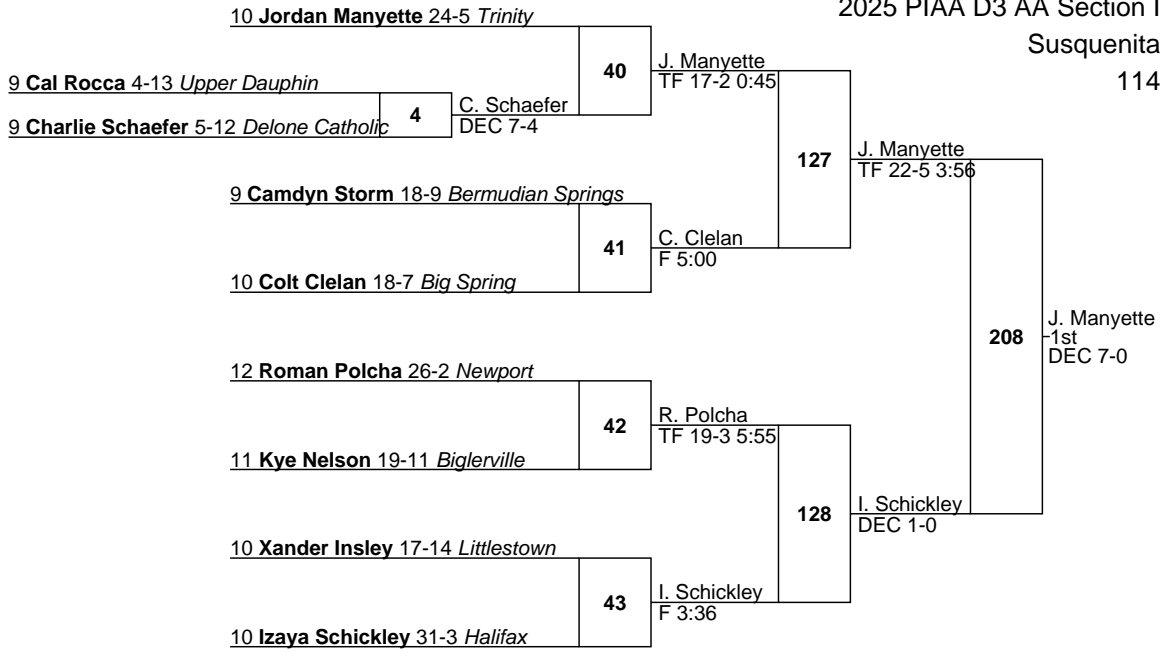 2025 PIAA D3 AA Section I
Susquenita
114
10 Jordan Manyette 24-5 Trinity
40
J. Manyette
TF 17-2 0:45
9 Cal Rocca 4-13 Upper Dauphin
4
C. Schaefer
DEC 7-4
9 Charlie Schaefer 5-12 Delone Catholic
127
J. Manyette
TF 22-5 3:56
9 Camdyn Storm 18-9 Bermudian Springs
41
C. Clelan
F 5:00
10 Colt Clelan 18-7 Big Spring
208
J. Manyette
1st
DEC 7-0
12 Roman Polcha 26-2 Newport
42
R. Polcha
TF 19-3 5:55
11 Kye Nelson 19-11 Biglerville
128
I. Schickley
DEC 1-0
10 Xander Insley 17-14 Littlestown
43
I. Schickley
F 3:36
10 Izaya Schickley 31-3 Halifax